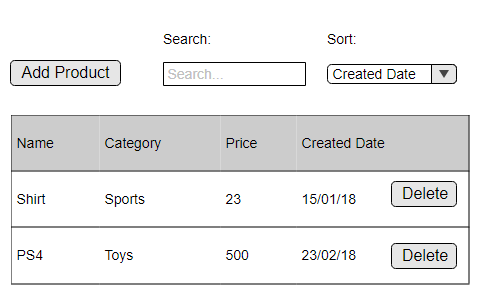 Search: Sort:
Add Product Search... Created Date
Name Category Price Created Date
Shirt Sports 23 15/01/18 Delete
PS4 Toys 500 23/02/18 Delete